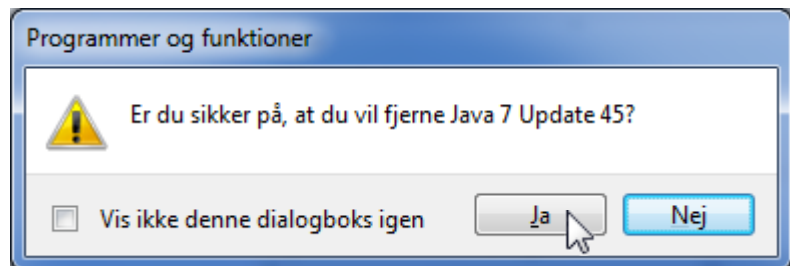 Programmer og funktioner
Er du sikker på, at du vil fjerne Java 7 Update 45?
Vis ikke denne dialogboks igen
Ja
Nej